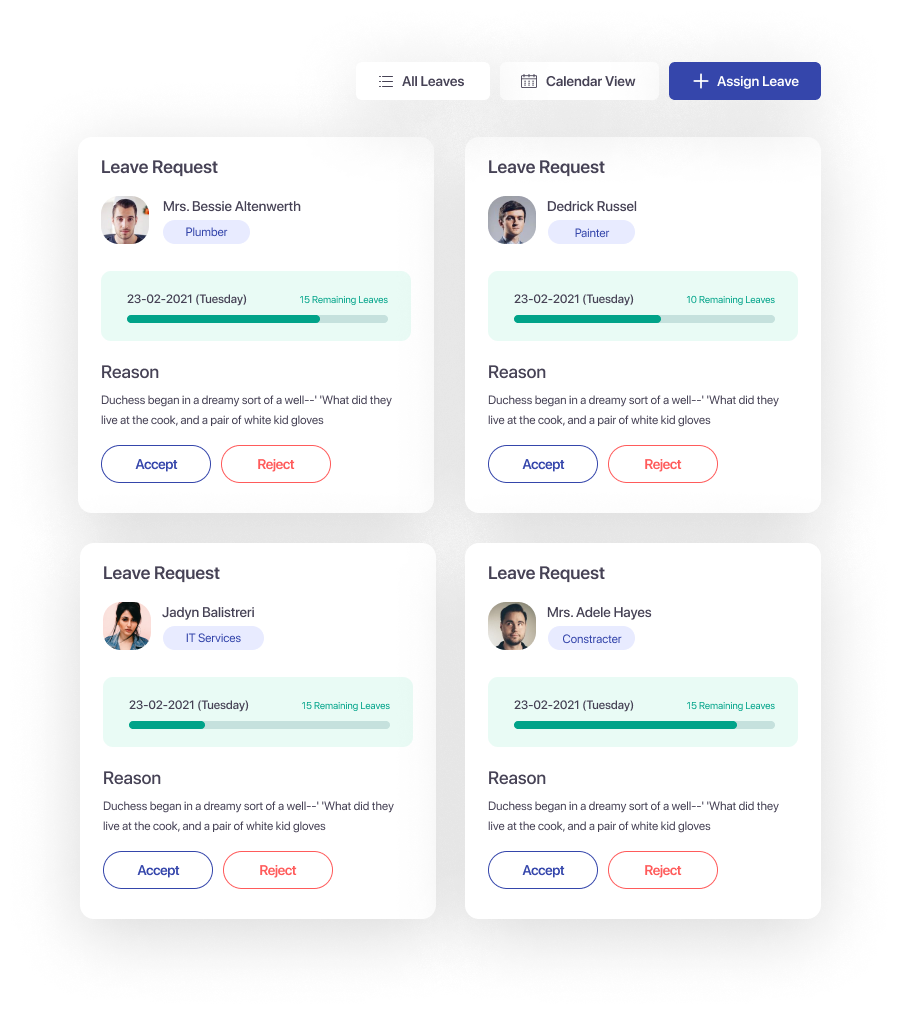 All Leaves
Calendar View
Assign Leave
Leave Request
Mrs. Bessie Altenwerth
Plumber
23-02-2021 (Tuesday)
15 Remaining Leaves
Reason
Duchess began in a dreamy sort of a well--' 'What did they
live at the cook, and a pair of white kid gloves
Accept
Reject
Leave Request
Dedrick Russel
Painter
23-02-2021 (Tuesday)
10 Remaining Leaves
Reason
Duchess began in a dreamy sort of a well--' 'What did they
live at the cook, and a pair of white kid gloves
Accept
Reject
Leave Request
Jadyn Balistreri
IT Services
23-02-2021 (Tuesday)
15 Remaining Leaves
Reason
Duchess began in a dreamy sort of a well--' 'What did they
live at the cook, and a pair of white kid gloves
Accept
Reject
Leave Request
Mrs. Adele Hayes
Constracter
23-02-2021 (Tuesday)
15 Remaining Leaves
Reason
Duchess began in a dreamy sort of a well--' 'What did they
live at the cook, and a pair of white kid gloves
Accept
Reject